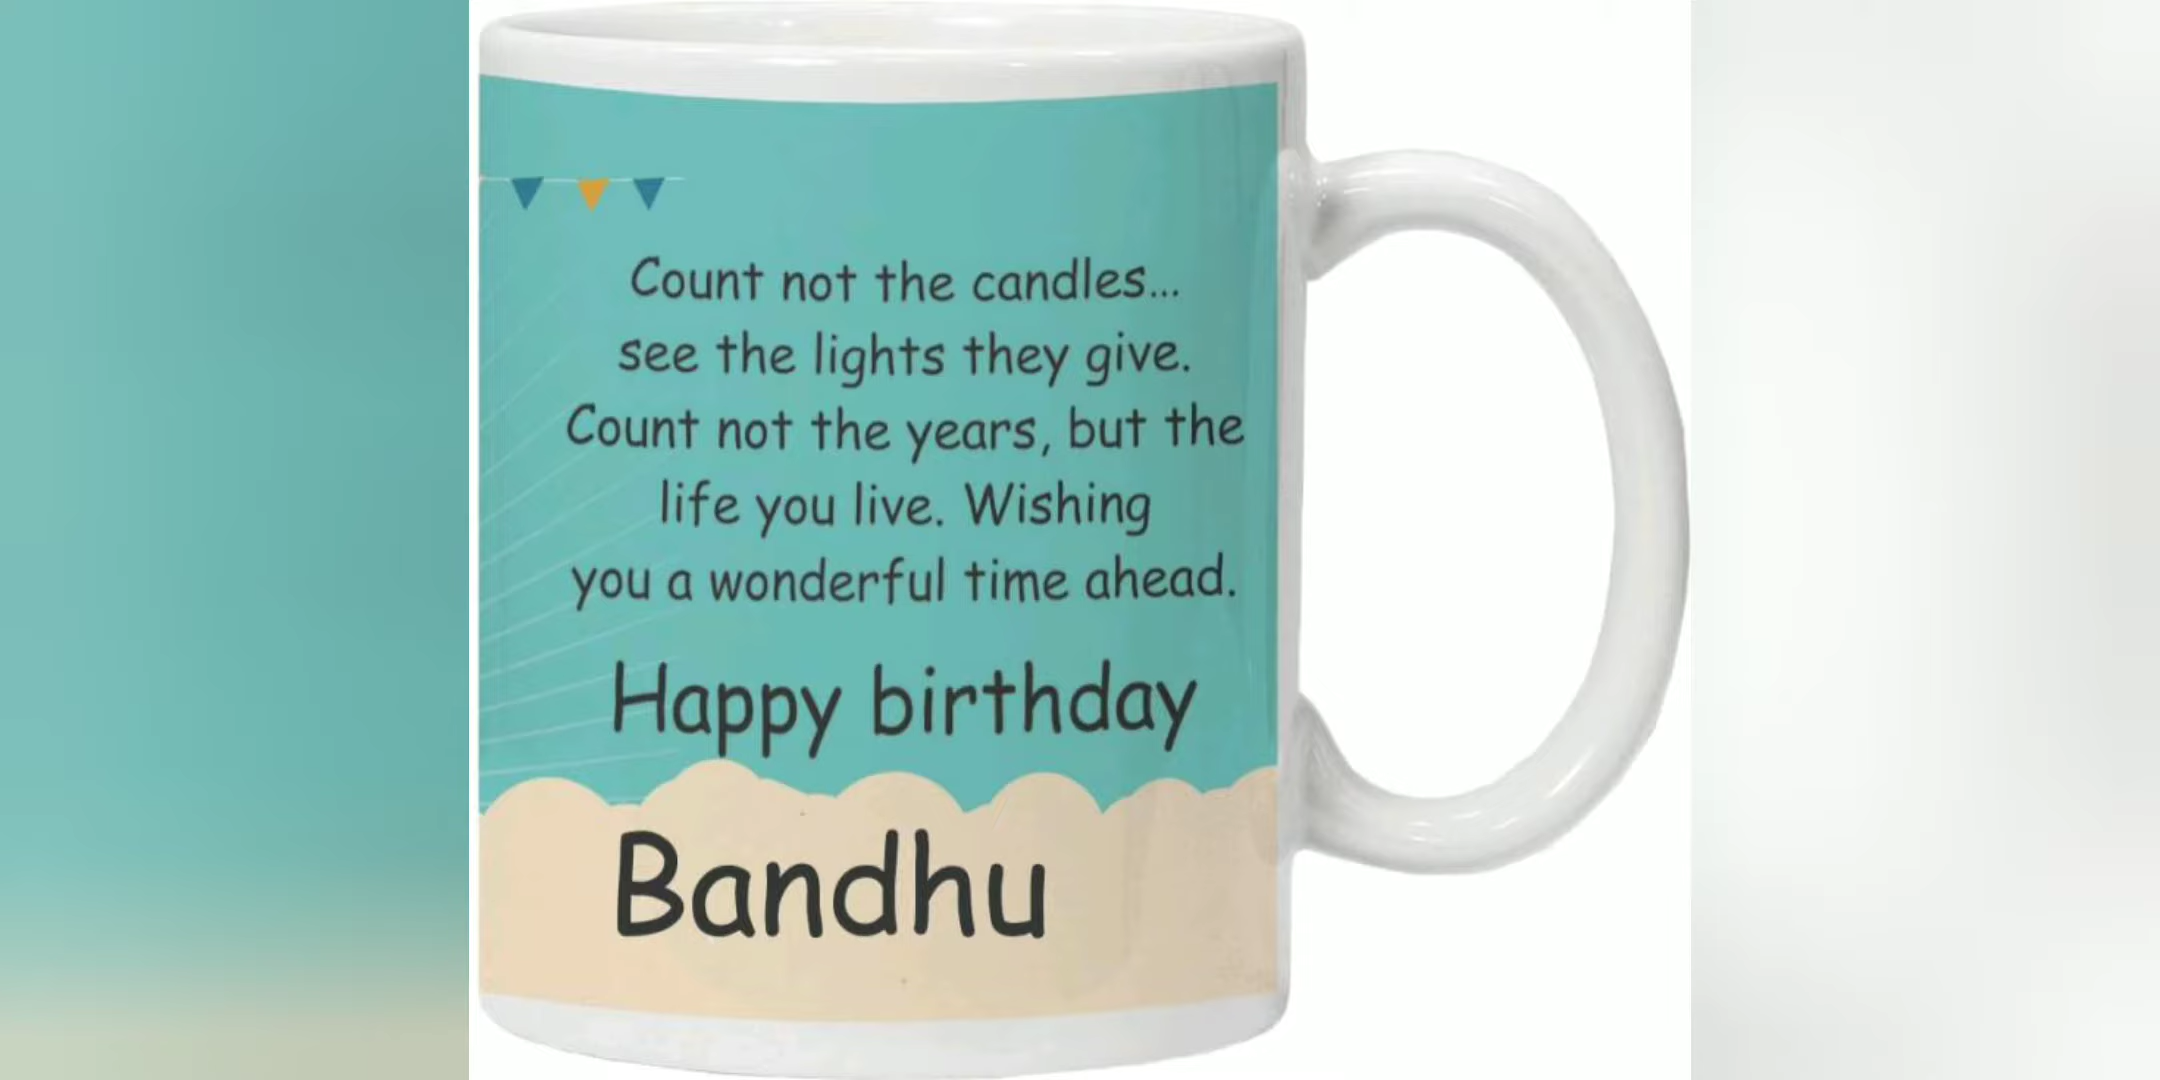 Count not the candles...
see the lights they give.
Count not the years, but the
life you live. Wishing
you a wonderful time ahead.
Happy birthday
Bandhu